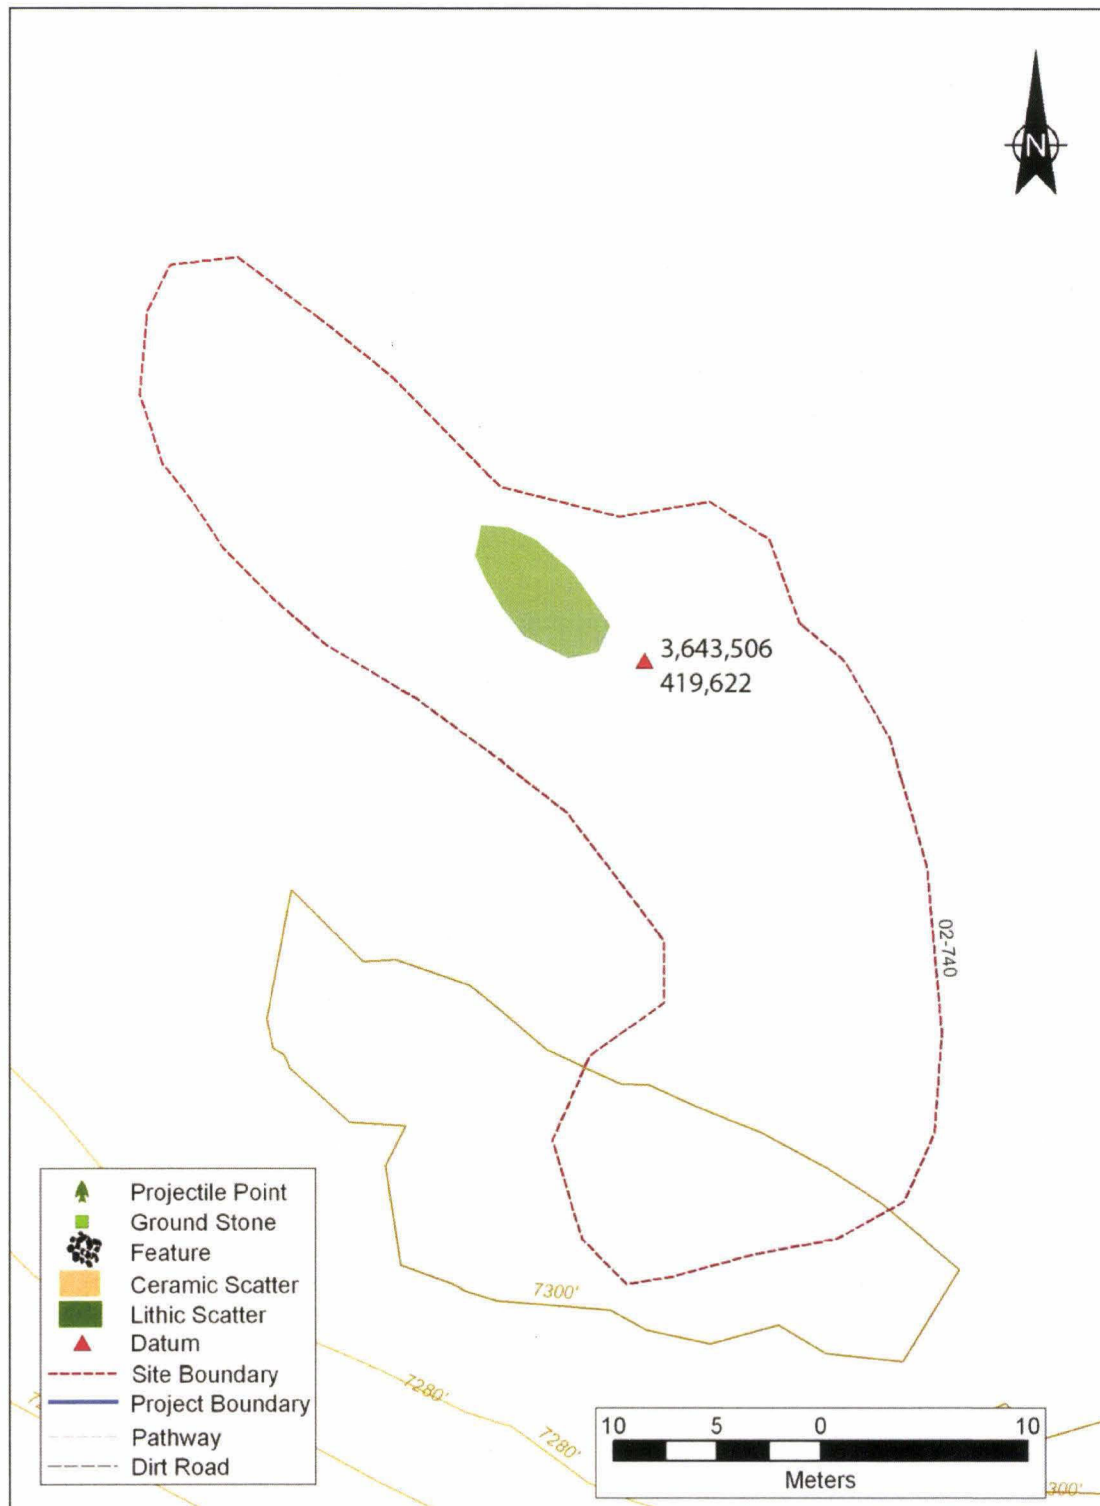 N
3,643,506
419,622
02-740
7300'
7280'
7280'
Projectile Point
Ground Stone
Feature
Ceramic Scatter
Lithic Scatter
Datum
Site Boundary
Project Boundary
Pathway
Dirt Road
10 5 0 10
Meters
300'